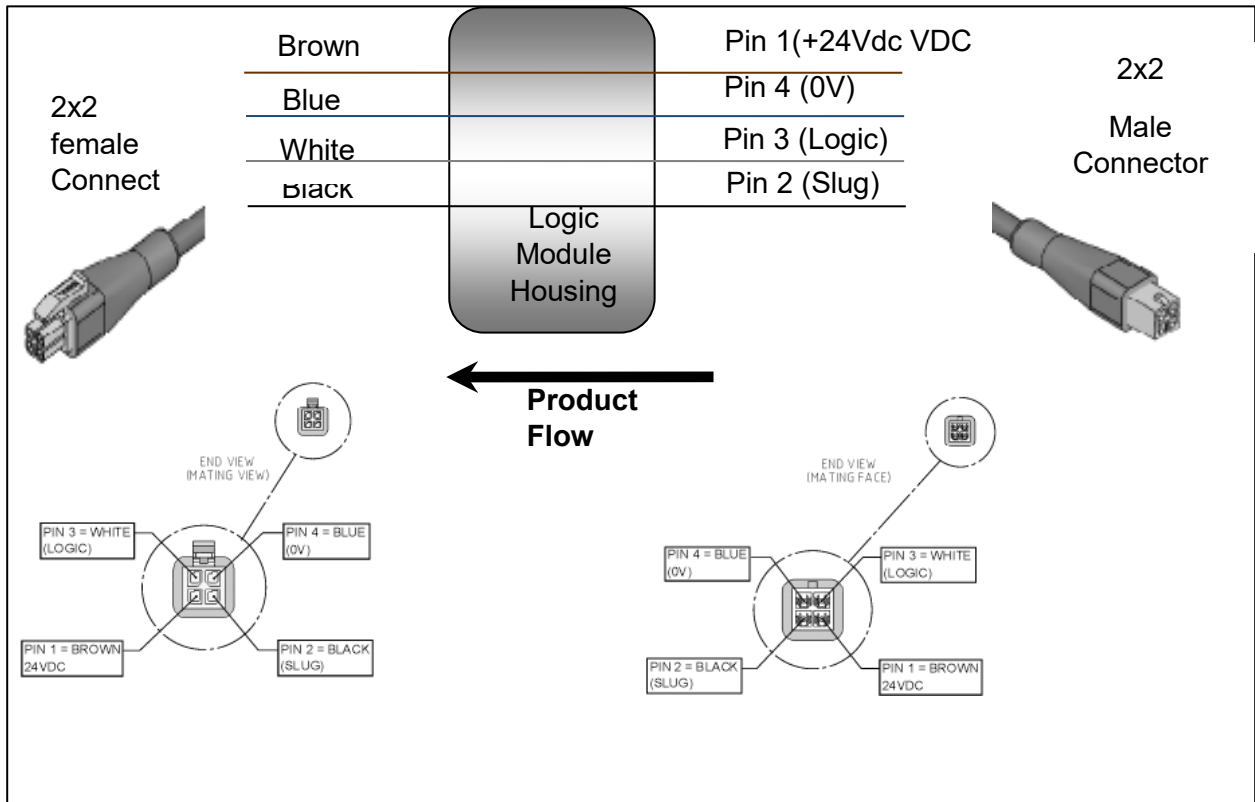 Brown
Pin 1(+24Vdc VDC
Blue
Pin 4 (0V)
White
Pin 3 (Logic)
Black
Pin 2 (Slug)
2x2
female
Connect
2x2
Male
Connector
Logic
Module
Housing
Product
Flow
END VIEW
(MATING VIEW)
PIN 3 = WHITE
(LOGIC)
PIN 4 = BLUE
(0V)
PIN 1 = BROWN
24VDC
PIN 2 = BLACK
(SLUG)
END VIEW
(MATING FACE)
PIN 4 = BLUE
(0V)
PIN 3 = WHITE
(LOGIC)
PIN 2 = BLACK
(SLUG)
PIN 1 = BROWN
24VDC